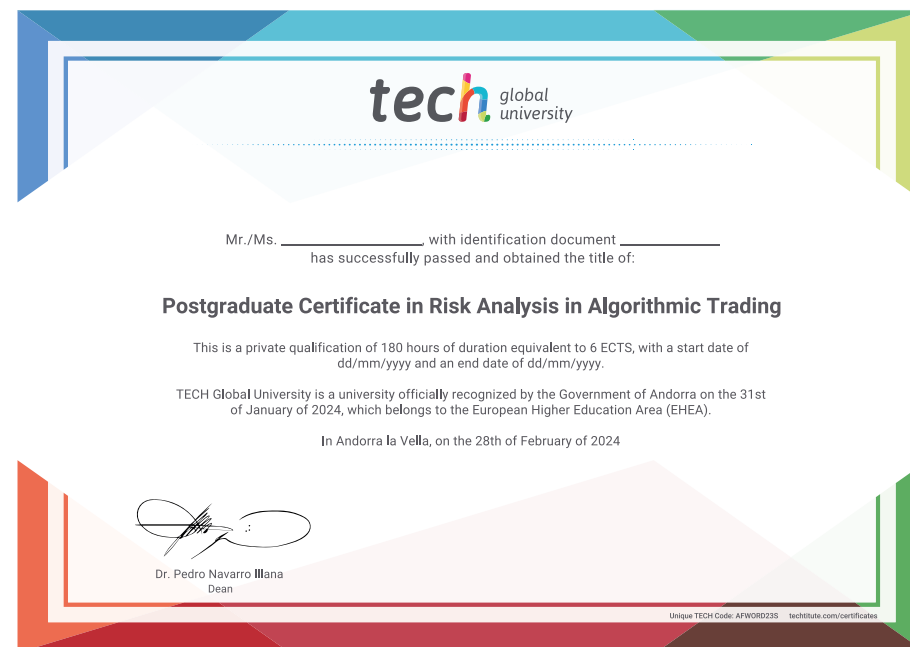 tech global
university
Mr./Ms. ____________________, with identification document ______________
has successfully passed and obtained the title of:
Postgraduate Certificate in Risk Analysis in Algorithmic Trading
This is a private qualification of 180 hours of duration equivalent to 6 ECTS, with a start date of
dd/mm/yyyy and an end date of dd/mm/yyyy.
TECH Global University is a university officially recognized by the Government of Andorra on the 31st
of January of 2024, which belongs to the European Higher Education Area (EHEA).
In Andorra la Vella, on the 28th of February of 2024
Dr. Pedro Navarro Illana
Dean
Unique TECH Code: AFWORD23S techtitute.com/certificates